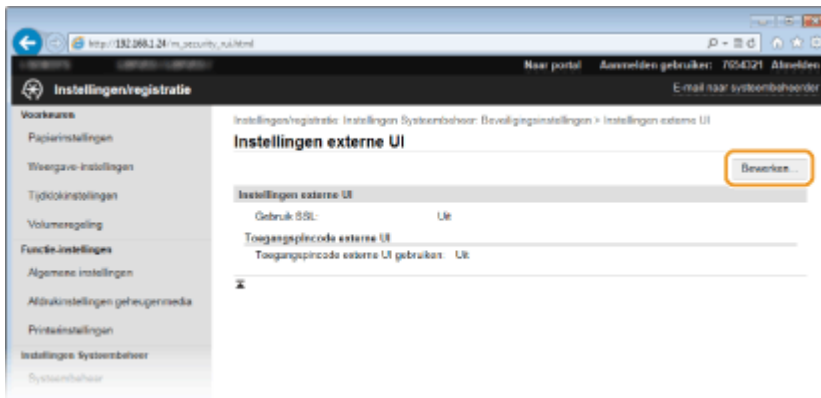 http://192.168.1.24/m_security_rui.html
Naar portal Aanmelden gebruiker: 7654321 Afmelden
Instellingen/registratie
E-mail naar systeembeheerder
Voorkeuren
Papierinstellingen
Weergave-instellingen
Tijdklokinstellingen
Volumeregeling
Functie-instellingen
Algemene instellingen
Afdrukinstellingen geheugenmedia
Printerinstellingen
Instellingen Systeembeheer
Systeembeheer
Instellingen/registratie: Instellingen Systeembeheer: Beveiligingsinstellingen > Instellingen externe UI
Instellingen externe UI
Bewerken...
Instellingen externe UI
Gebruik SSL: Uit
Toegangspincode externe UI
Toegangspincode externe UI gebruiken: Uit